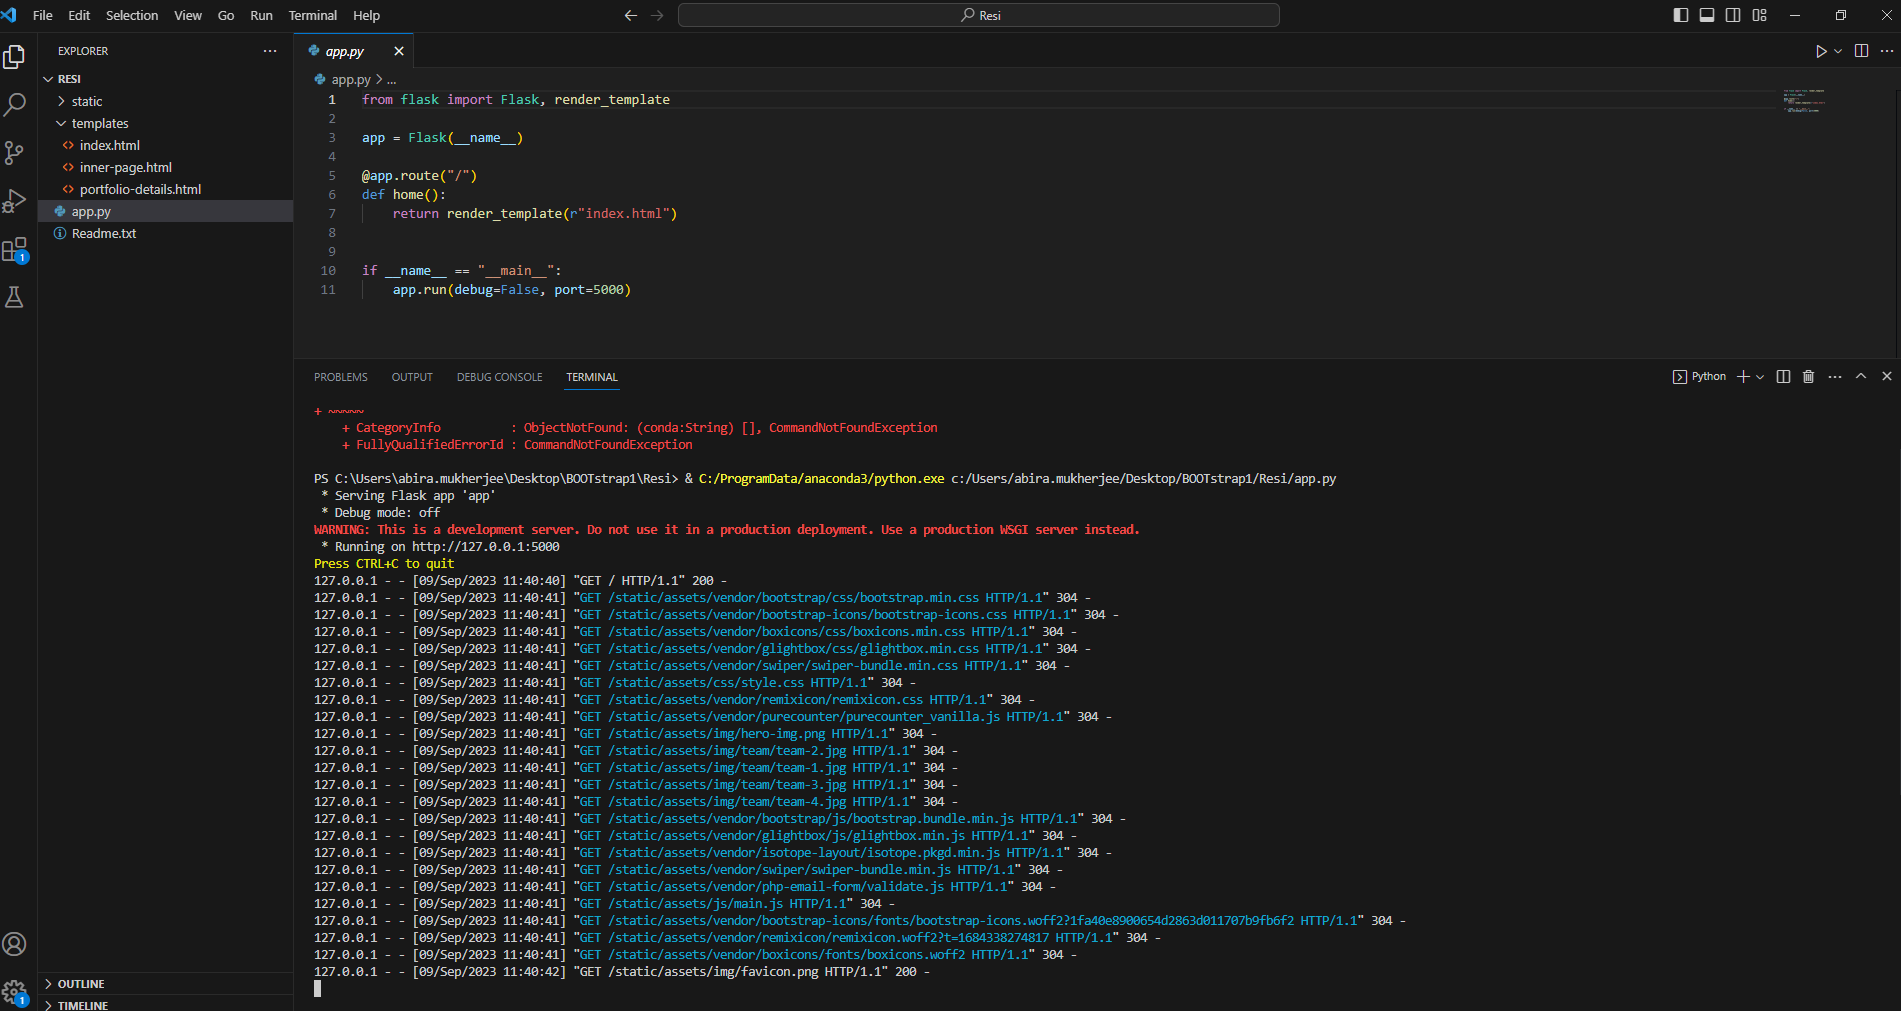 File Edit Selection View Go Run Terminal Help
Resi
EXPLORER
RESI
static
templates
index.html
inner-page.html
portfolio-details.html
app.py
Readme.txt
1
OUTLINE
TIMELINE
1
app.py
app.py > ...
1 from flask import Flask, render_template
2
3 app = Flask(__name__)
4
5 @app.route("/")
6 def home():
7 return render_template(r"index.html")
8
9
10 if __name__ == "__main__":
11 app.run(debug=False, port=5000)
PROBLEMS OUTPUT DEBUG CONSOLE TERMINAL
Python
+ ~~~~~
+ CategoryInfo : ObjectNotFound: (conda:String) [], CommandNotFoundException
+ FullyQualifiedErrorId : CommandNotFoundException
PS C:\Users\abira.mukherjee\Desktop\BOOTstrap1\Resi> & C:/ProgramData/anaconda3/python.exe c:/Users/abira.mukherjee/Desktop/BOOTstrap1/Resi/app.py
* Serving Flask app 'app'
* Debug mode: off
WARNING: This is a development server. Do not use it in a production deployment. Use a production WSGI server instead.
* Running on http://127.0.0.1:5000
Press CTRL+C to quit
127.0.0.1 - - [09/Sep/2023 11:40:40] "GET / HTTP/1.1" 200 -
127.0.0.1 - - [09/Sep/2023 11:40:41] "GET /static/assets/vendor/bootstrap/css/bootstrap.min.css HTTP/1.1" 304 -
127.0.0.1 - - [09/Sep/2023 11:40:41] "GET /static/assets/vendor/bootstrap-icons/bootstrap-icons.css HTTP/1.1" 304 -
127.0.0.1 - - [09/Sep/2023 11:40:41] "GET /static/assets/vendor/boxicons/css/boxicons.min.css HTTP/1.1" 304 -
127.0.0.1 - - [09/Sep/2023 11:40:41] "GET /static/assets/vendor/glightbox/css/glightbox.min.css HTTP/1.1" 304 -
127.0.0.1 - - [09/Sep/2023 11:40:41] "GET /static/assets/vendor/swiper/swiper-bundle.min.css HTTP/1.1" 304 -
127.0.0.1 - - [09/Sep/2023 11:40:41] "GET /static/assets/css/style.css HTTP/1.1" 304 -
127.0.0.1 - - [09/Sep/2023 11:40:41] "GET /static/assets/vendor/remixicon/remixicon.css HTTP/1.1" 304 -
127.0.0.1 - - [09/Sep/2023 11:40:41] "GET /static/assets/vendor/purecounter/purecounter_vanilla.js HTTP/1.1" 304 -
127.0.0.1 - - [09/Sep/2023 11:40:41] "GET /static/assets/img/hero-img.png HTTP/1.1" 304 -
127.0.0.1 - - [09/Sep/2023 11:40:41] "GET /static/assets/img/team/team-2.jpg HTTP/1.1" 304 -
127.0.0.1 - - [09/Sep/2023 11:40:41] "GET /static/assets/img/team/team-1.jpg HTTP/1.1" 304 -
127.0.0.1 - - [09/Sep/2023 11:40:41] "GET /static/assets/img/team/team-3.jpg HTTP/1.1" 304 -
127.0.0.1 - - [09/Sep/2023 11:40:41] "GET /static/assets/img/team/team-4.jpg HTTP/1.1" 304 -
127.0.0.1 - - [09/Sep/2023 11:40:41] "GET /static/assets/vendor/bootstrap/js/bootstrap.bundle.min.js HTTP/1.1" 304 -
127.0.0.1 - - [09/Sep/2023 11:40:41] "GET /static/assets/vendor/glightbox/js/glightbox.min.js HTTP/1.1" 304 -
127.0.0.1 - - [09/Sep/2023 11:40:41] "GET /static/assets/vendor/isotope-layout/isotope.pkgd.min.js HTTP/1.1" 304 -
127.0.0.1 - - [09/Sep/2023 11:40:41] "GET /static/assets/vendor/swiper/swiper-bundle.min.js HTTP/1.1" 304 -
127.0.0.1 - - [09/Sep/2023 11:40:41] "GET /static/assets/vendor/php-email-form/validate.js HTTP/1.1" 304 -
127.0.0.1 - - [09/Sep/2023 11:40:41] "GET /static/assets/js/main.js HTTP/1.1" 304 -
127.0.0.1 - - [09/Sep/2023 11:40:41] "GET /static/assets/vendor/bootstrap-icons/fonts/bootstrap-icons.woff2?1fa40e8900654d2863d011707b9fb6f2 HTTP/1.1" 304 -
127.0.0.1 - - [09/Sep/2023 11:40:41] "GET /static/assets/vendor/remixicon/remixicon.woff2?t=1684338274817 HTTP/1.1" 304 -
127.0.0.1 - - [09/Sep/2023 11:40:41] "GET /static/assets/vendor/boxicons/fonts/boxicons.woff2 HTTP/1.1" 304 -
127.0.0.1 - - [09/Sep/2023 11:40:42] "GET /static/assets/img/favicon.png HTTP/1.1" 200 -